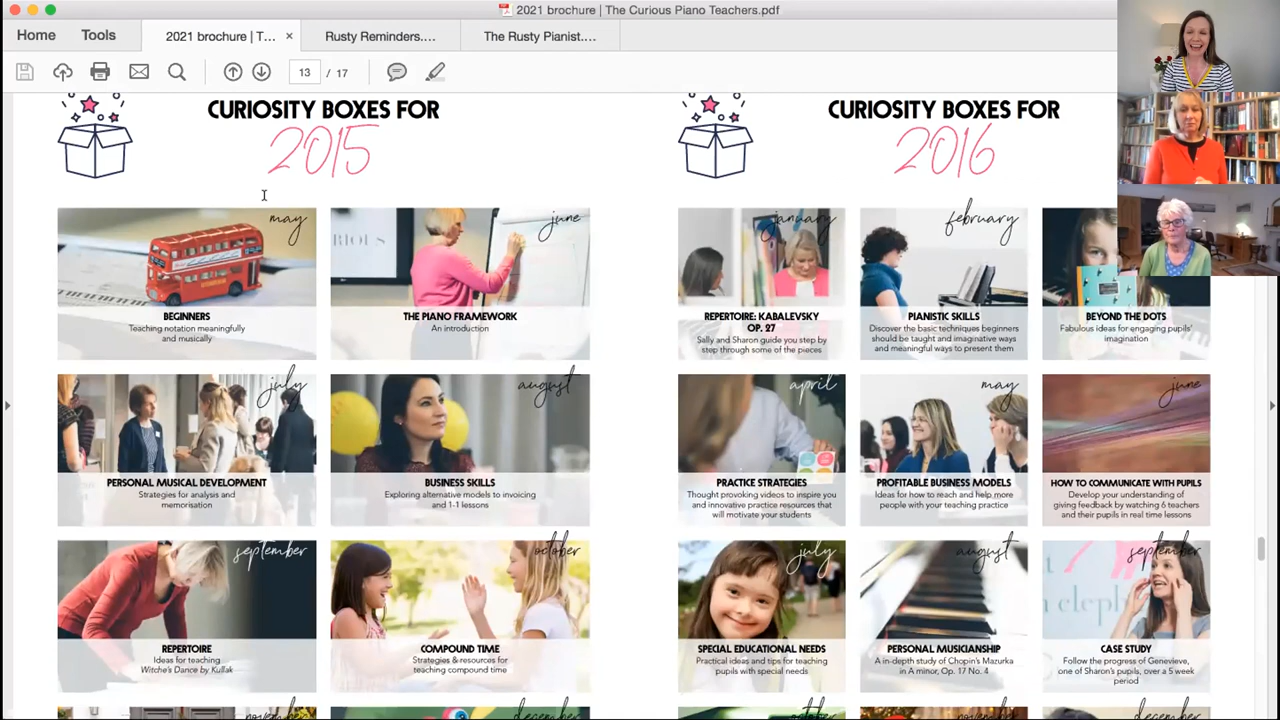 2021 brochure | The Curious Piano Teachers.pdf
Home
Tools
2021 brochure | T... ×
Rusty Reminders....
The Rusty Pianist....
13 / 17
CURIOSITY BOXES FOR
2015
CURIOSITY BOXES FOR
2016
may
BEGINNERS
Teaching notation meaningfully
and musically
june
THE PIANO FRAMEWORK
An introduction
january
REPERTOIRE: KABALEVSKY
OP. 27
Sally and Sharon guide you step by
step through some of the pieces
february
PIANISTIC SKILLS
Discover the basic techniques beginners
should be taught and imaginative ways
and meaningful ways to present them
BEYOND THE DOTS
Fabulous ideas for engaging pupils'
imagination
july
PERSONAL MUSICAL DEVELOPMENT
Strategies for analysis and
memorisation
august
BUSINESS SKILLS
Exploring alternative models to invoicing
and 1-1 lessons
april
PRACTICE STRATEGIES
Thought provoking videos to inspire you
and innovative practice resources that
will motivate your students
may
PROFITABLE BUSINESS MODELS
Ideas for how to reach and help more
people with your teaching practice
june
HOW TO COMMUNICATE WITH PUPILS
Develop your understanding of
giving feedback by watching 6 teachers
and their pupils in real time lessons
september
REPERTOIRE
Ideas for teaching
Witche's Dance by Kullak
october
COMPOUND TIME
Strategies & resources for
teaching compound time
july
SPECIAL EDUCATIONAL NEEDS
Practical ideas and tips for teaching
pupils with special needs
august
PERSONAL MUSICIANSHIP
A in-depth study of Chopin's Mazurka
in A minor, Op. 17 No. 4
september
CASE STUDY
Follow the progress of Genevieve,
one of Sharon's pupils, over a 5 week
period
november
december
october
november